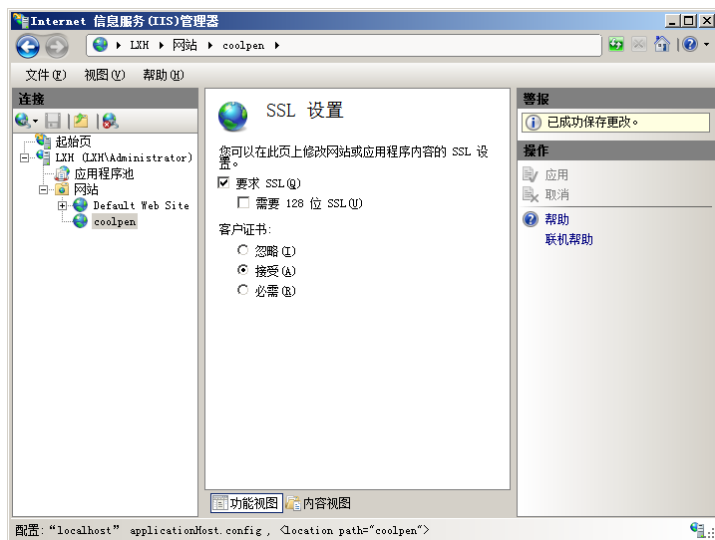 Internet 信息服务(IIS)管理器
LXH ▸ 网站 ▸ coolpen ▸
文件(F) 视图(V) 帮助(H)
连接
起始页
LXH (LXH\Administrator)
应用程序池
网站
Default Web Site
coolpen
SSL 设置
您可以在此页上修改网站或应用程序内容的 SSL 设
置。
要求 SSL(Q)
需要 128 位 SSL(U)
客户证书:
忽略(I)
接受(A)
必需(R)
功能视图 内容视图
警报
已成功保存更改。
操作
应用
取消
帮助
联机帮助
配置:“localhost” applicationHost.config , <location path="coolpen">